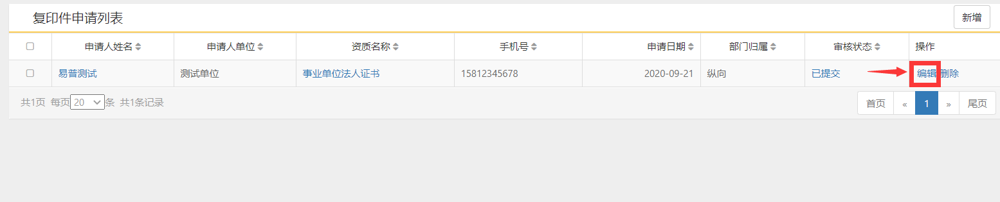 复印件申请列表 新增
申请人姓名 申请人单位 资质名称 手机号 申请日期 部门归属 审核状态 操作
易普测试 测试单位 事业单位法人证书 15812345678 2020-09-21 纵向 已提交 编辑 删除
共1页 每页 20 条 共1条记录 首页 « 1 » 尾页